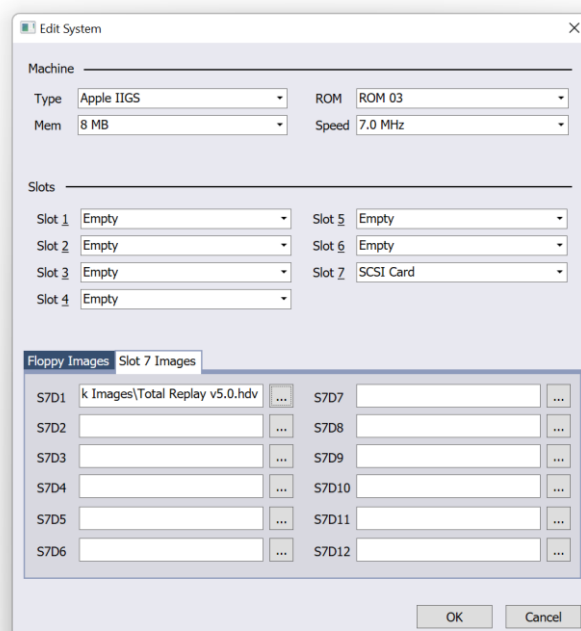 Edit System
Machine
Type Apple IIGS ROM ROM 03
Mem 8 MB Speed 7.0 MHz
Slots
Slot 1 Empty Slot 5 Empty
Slot 2 Empty Slot 6 Empty
Slot 3 Empty Slot 7 SCSI Card
Slot 4 Empty
Floppy Images Slot 7 Images
S7D1 k Images\Total Replay v5.0.hdv ... S7D7 ...
S7D2 ... S7D8 ...
S7D3 ... S7D9 ...
S7D4 ... S7D10 ...
S7D5 ... S7D11 ...
S7D6 ... S7D12 ...
OK Cancel